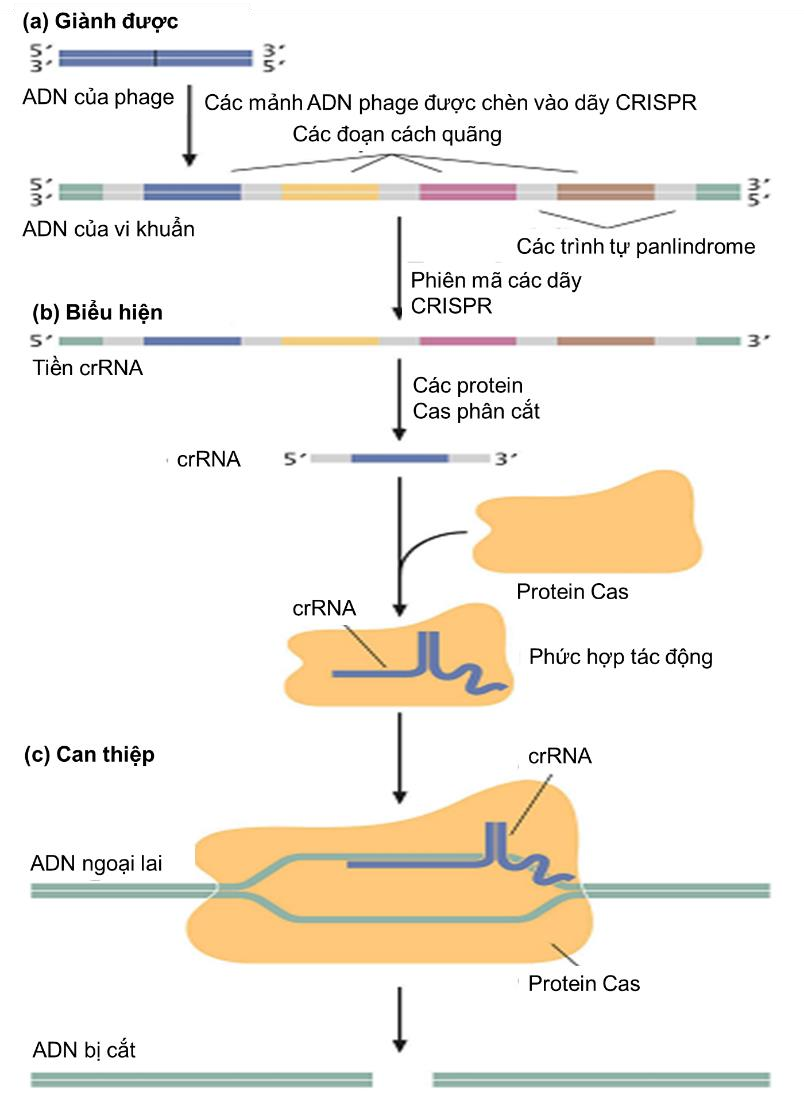 (a) Giành được
5′ 3′
3′ 5′
ADN của phage
Các mảnh ADN phage được chèn vào dãy CRISPR
Các đoạn cách quãng
5′ 3′
3′ 5′
ADN của vi khuẩn
Các trình tự panlindrome
Phiên mã các dãy
CRISPR
(b) Biểu hiện
5′ 3′
Tiền crRNA
Các protein
Cas phân cắt
crRNA 5′ 3′
Protein Cas
crRNA
Phức hợp tác động
(c) Can thiệp
crRNA
ADN ngoại lai
Protein Cas
ADN bị cắt